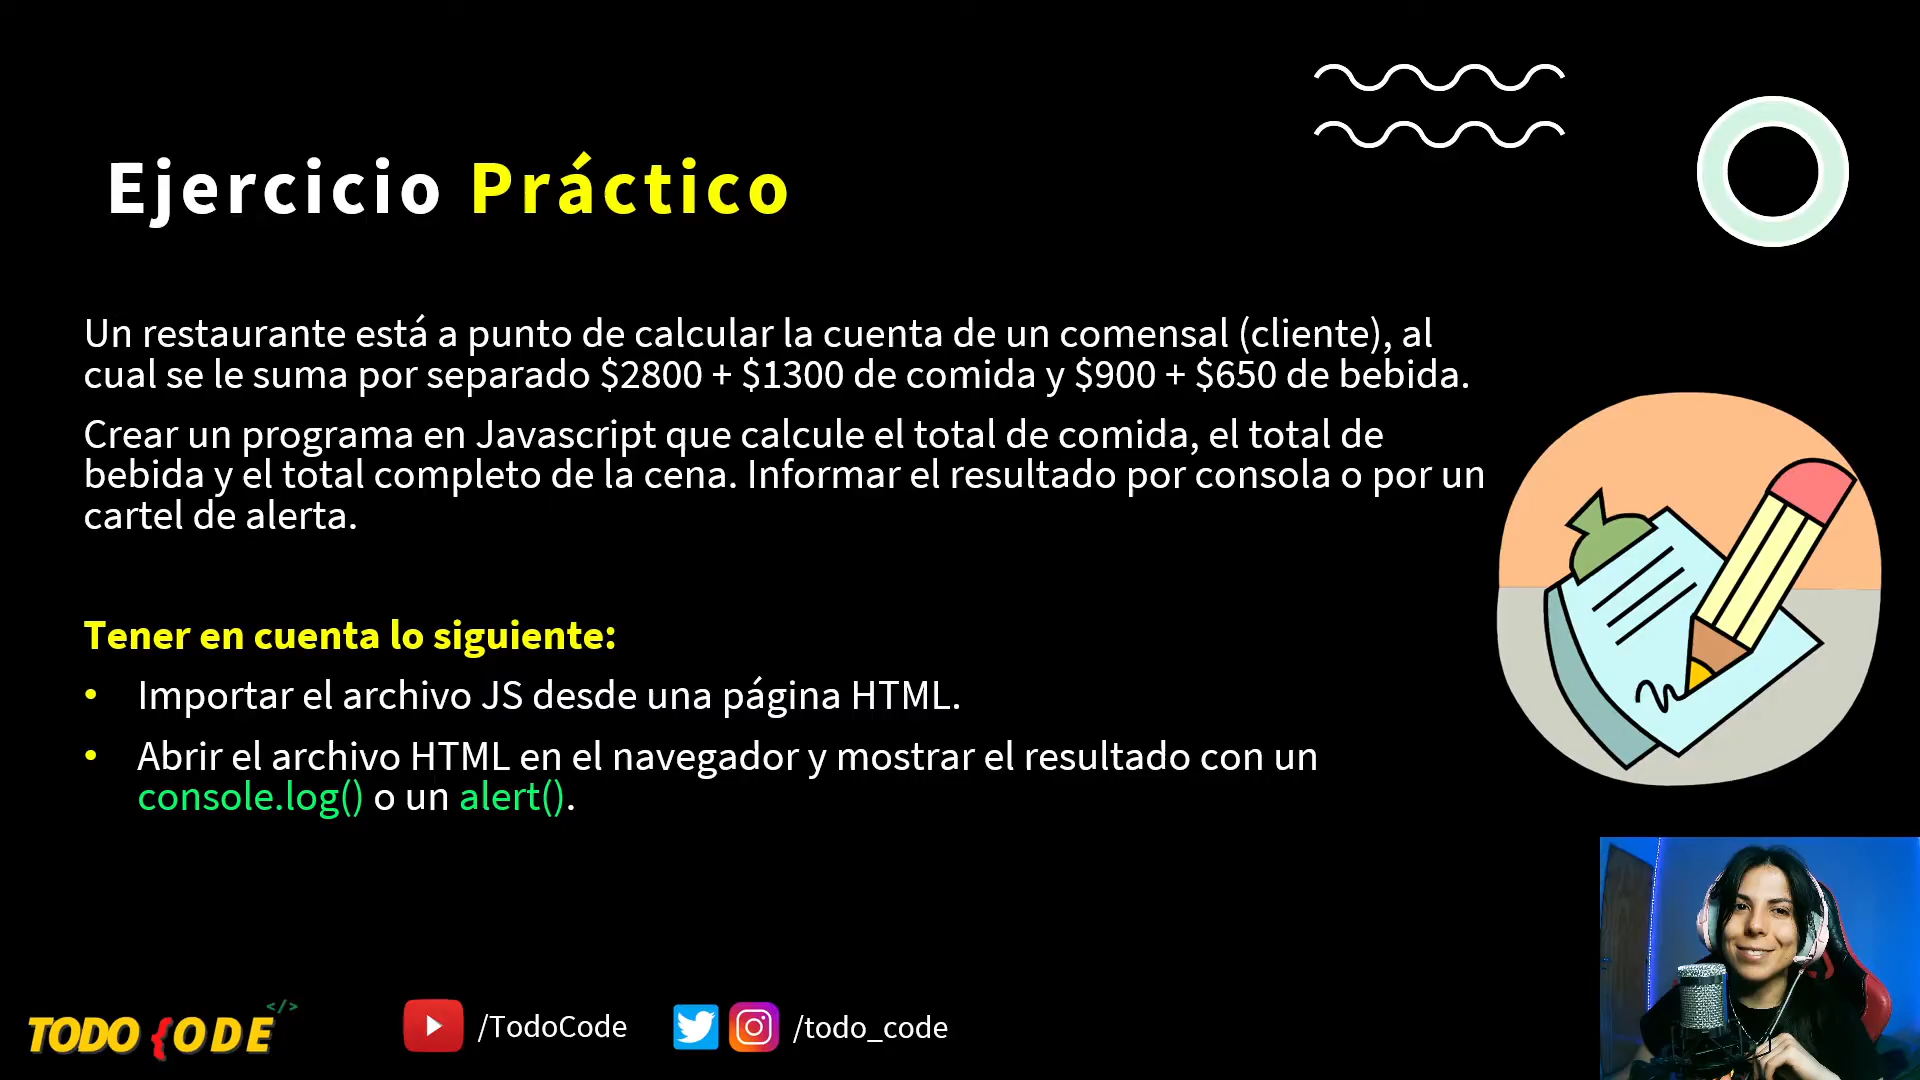 Ejercicio Práctico
Un restaurante está a punto de calcular la cuenta de un comensal (cliente), al
cual se le suma por separado $2800 + $1300 de comida y $900 + $650 de bebida.
Crear un programa en Javascript que calcule el total de comida, el total de
bebida y el total completo de la cena. Informar el resultado por consola o por un
cartel de alerta.
Tener en cuenta lo siguiente:
• Importar el archivo JS desde una página HTML.
• Abrir el archivo HTML en el navegador y mostrar el resultado con un
console.log() o un alert().
TODO {ODE </>
/TodoCode
/todo_code